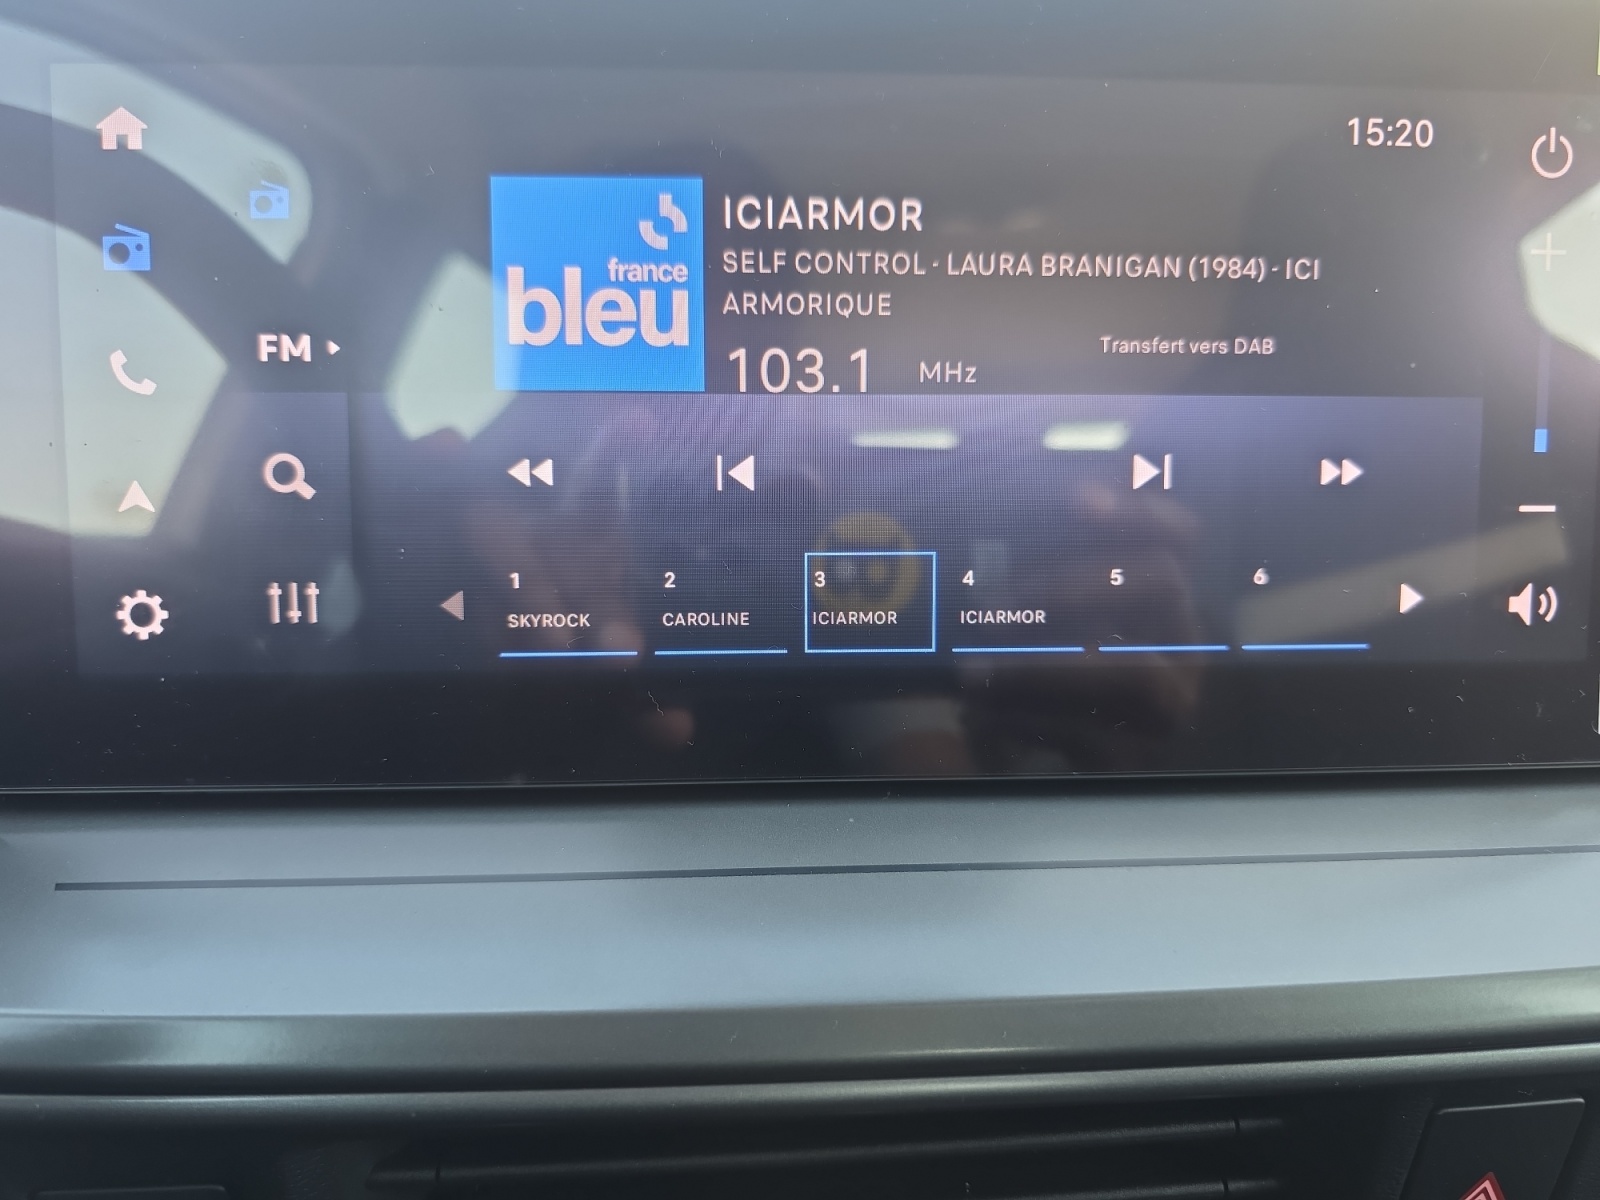 15:20
france
bleu
ICIARMOR
SELF CONTROL - LAURA BRANIGAN (1984) - ICI
ARMORIQUE
103.1 MHz
Transfert vers DAB
FM
1
SKYROCK
2
CAROLINE
3
ICIARMOR
4
ICIARMOR
5
6